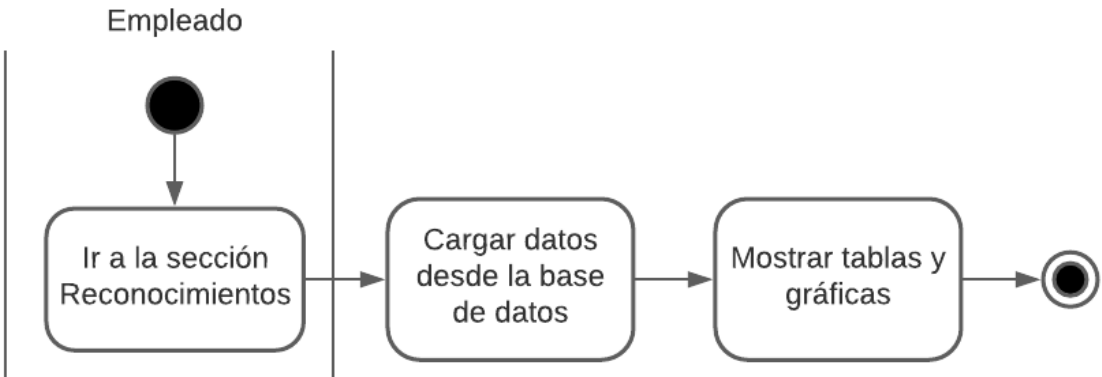 Empleado
Ir a la sección
Reconocimientos
Cargar datos
desde la base
de datos
Mostrar tablas y
gráficas